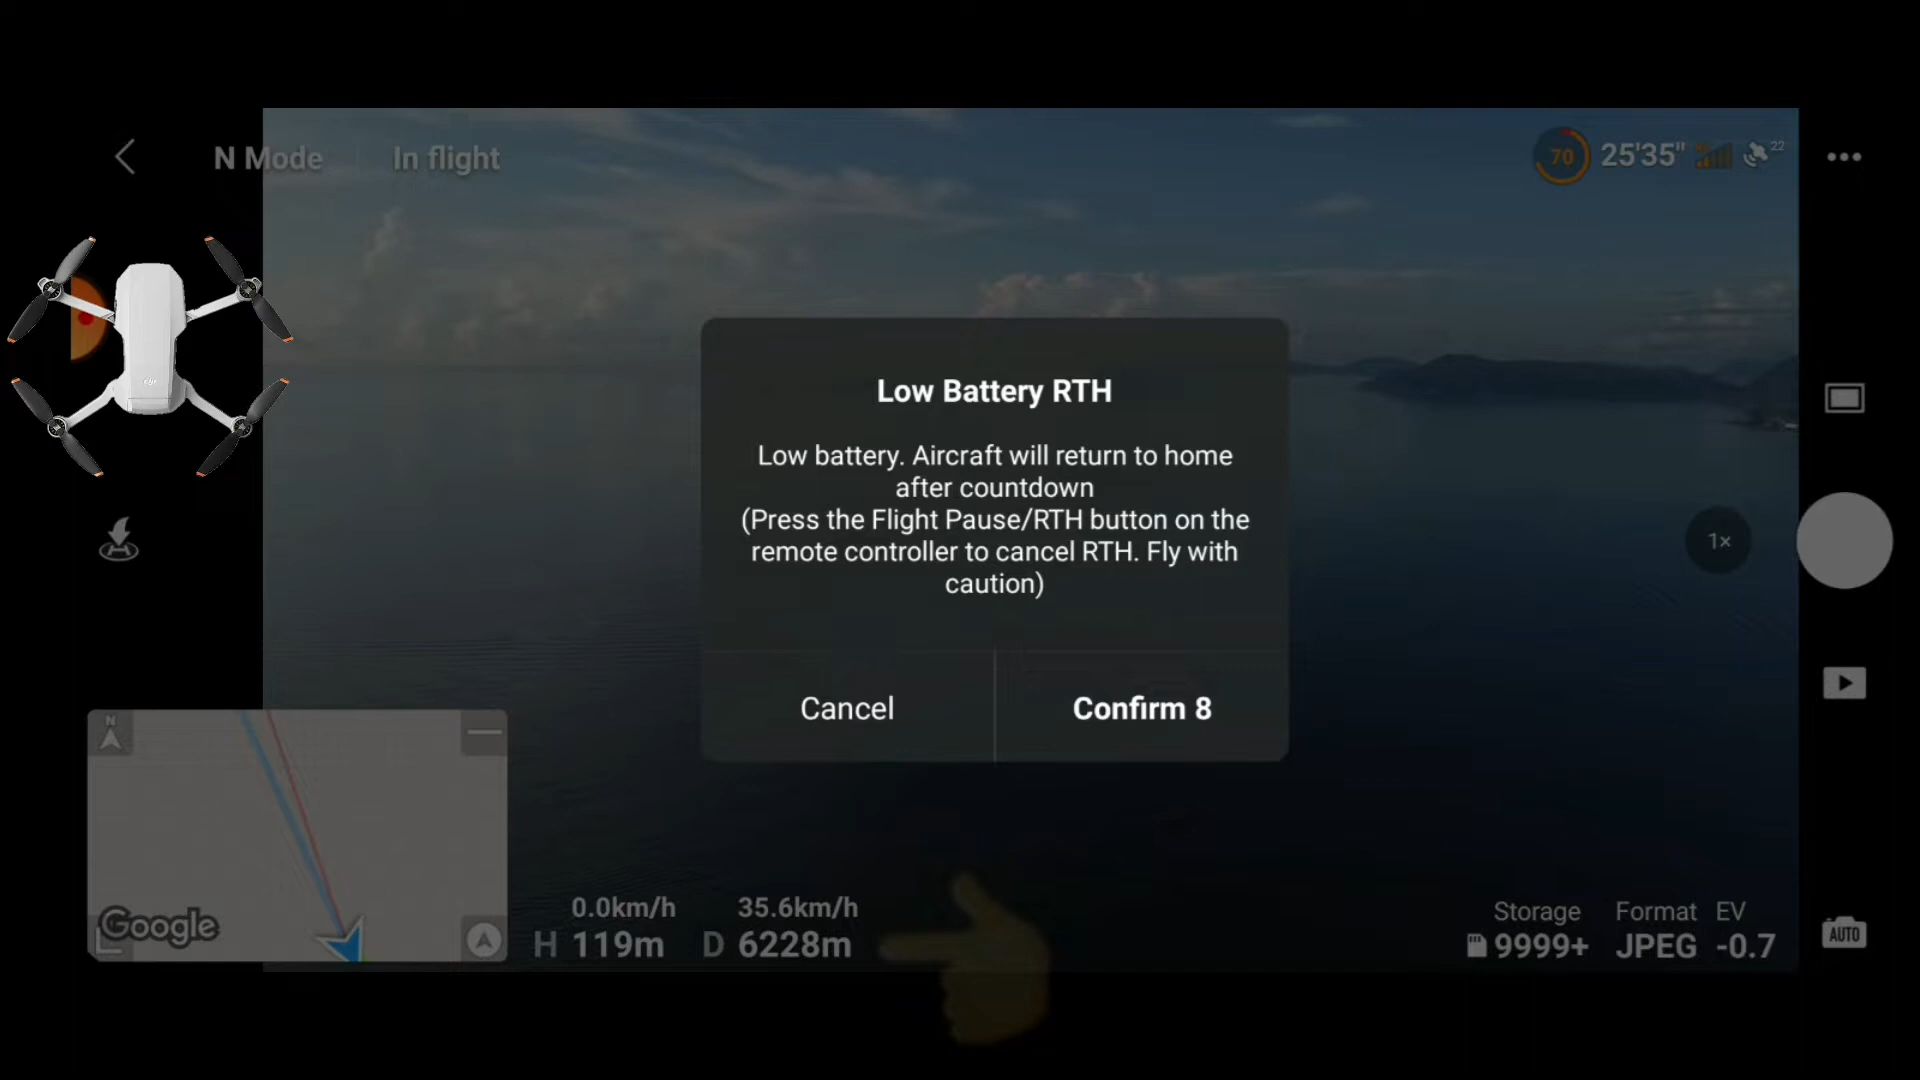 N Mode
In flight
70
25'35"
22
Low Battery RTH
Low battery. Aircraft will return to home
after countdown
(Press the Flight Pause/RTH button on the
remote controller to cancel RTH. Fly with
caution)
Cancel
Confirm 8
1×
N
Google
0.0km/h
35.6km/h
H 119m
D 6228m
Storage
Format
EV
9999+
JPEG
-0.7
AUTO